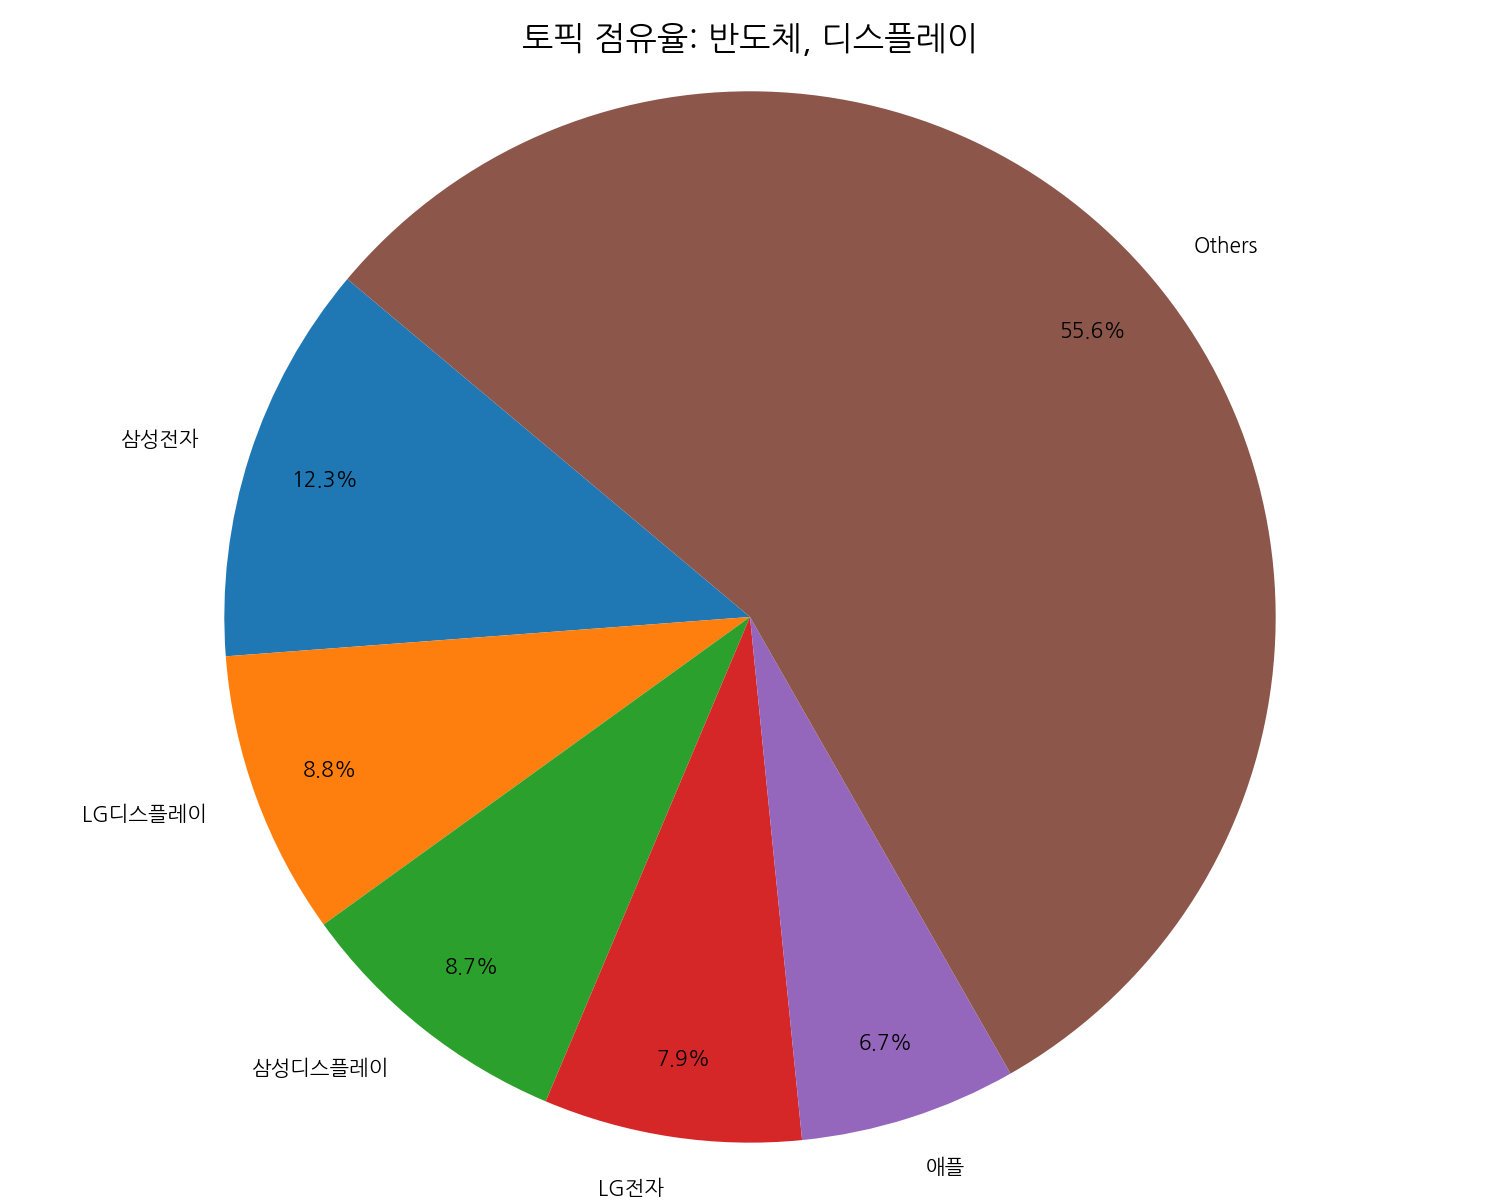 토픽 점유율: 반도체, 디스플레이
Others
55.6%
삼성전자
12.3%
LG디스플레이
8.8%
삼성디스플레이
8.7%
LG전자
7.9%
애플
6.7%